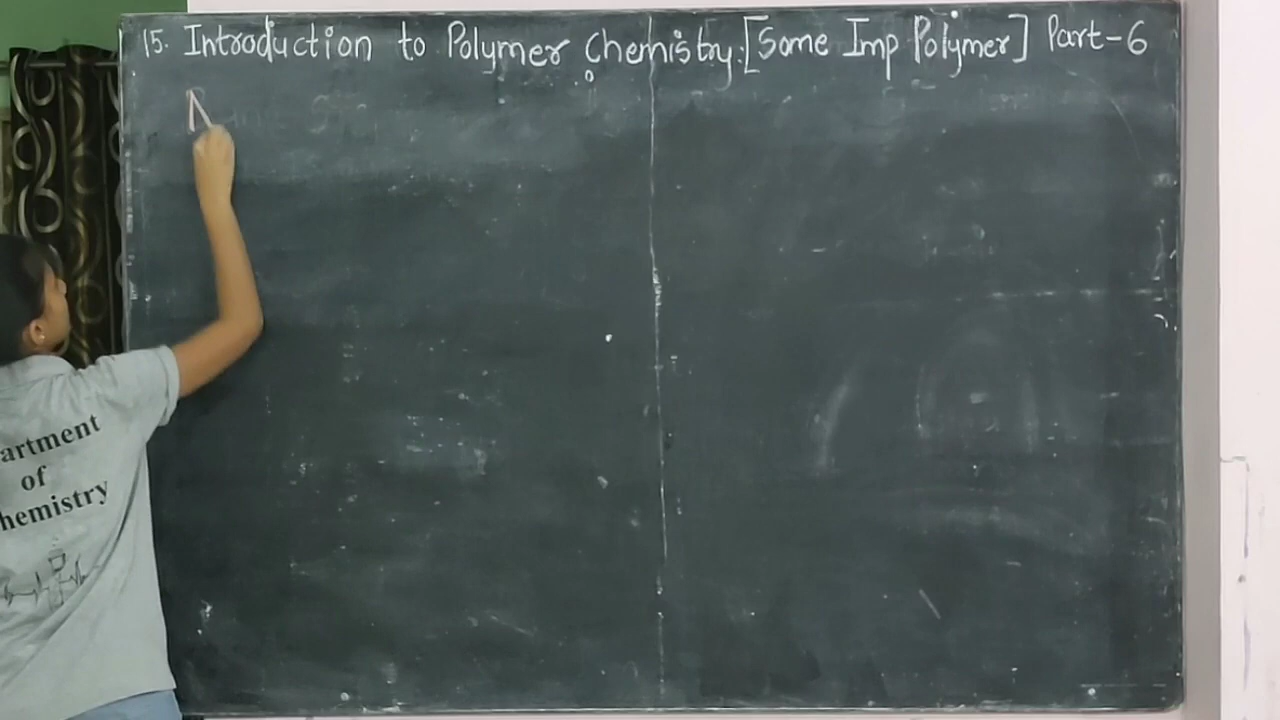 15. Introduction to Polymer Chemistry.[Some Imp Polymer] Part-6
artment
of
hemistry